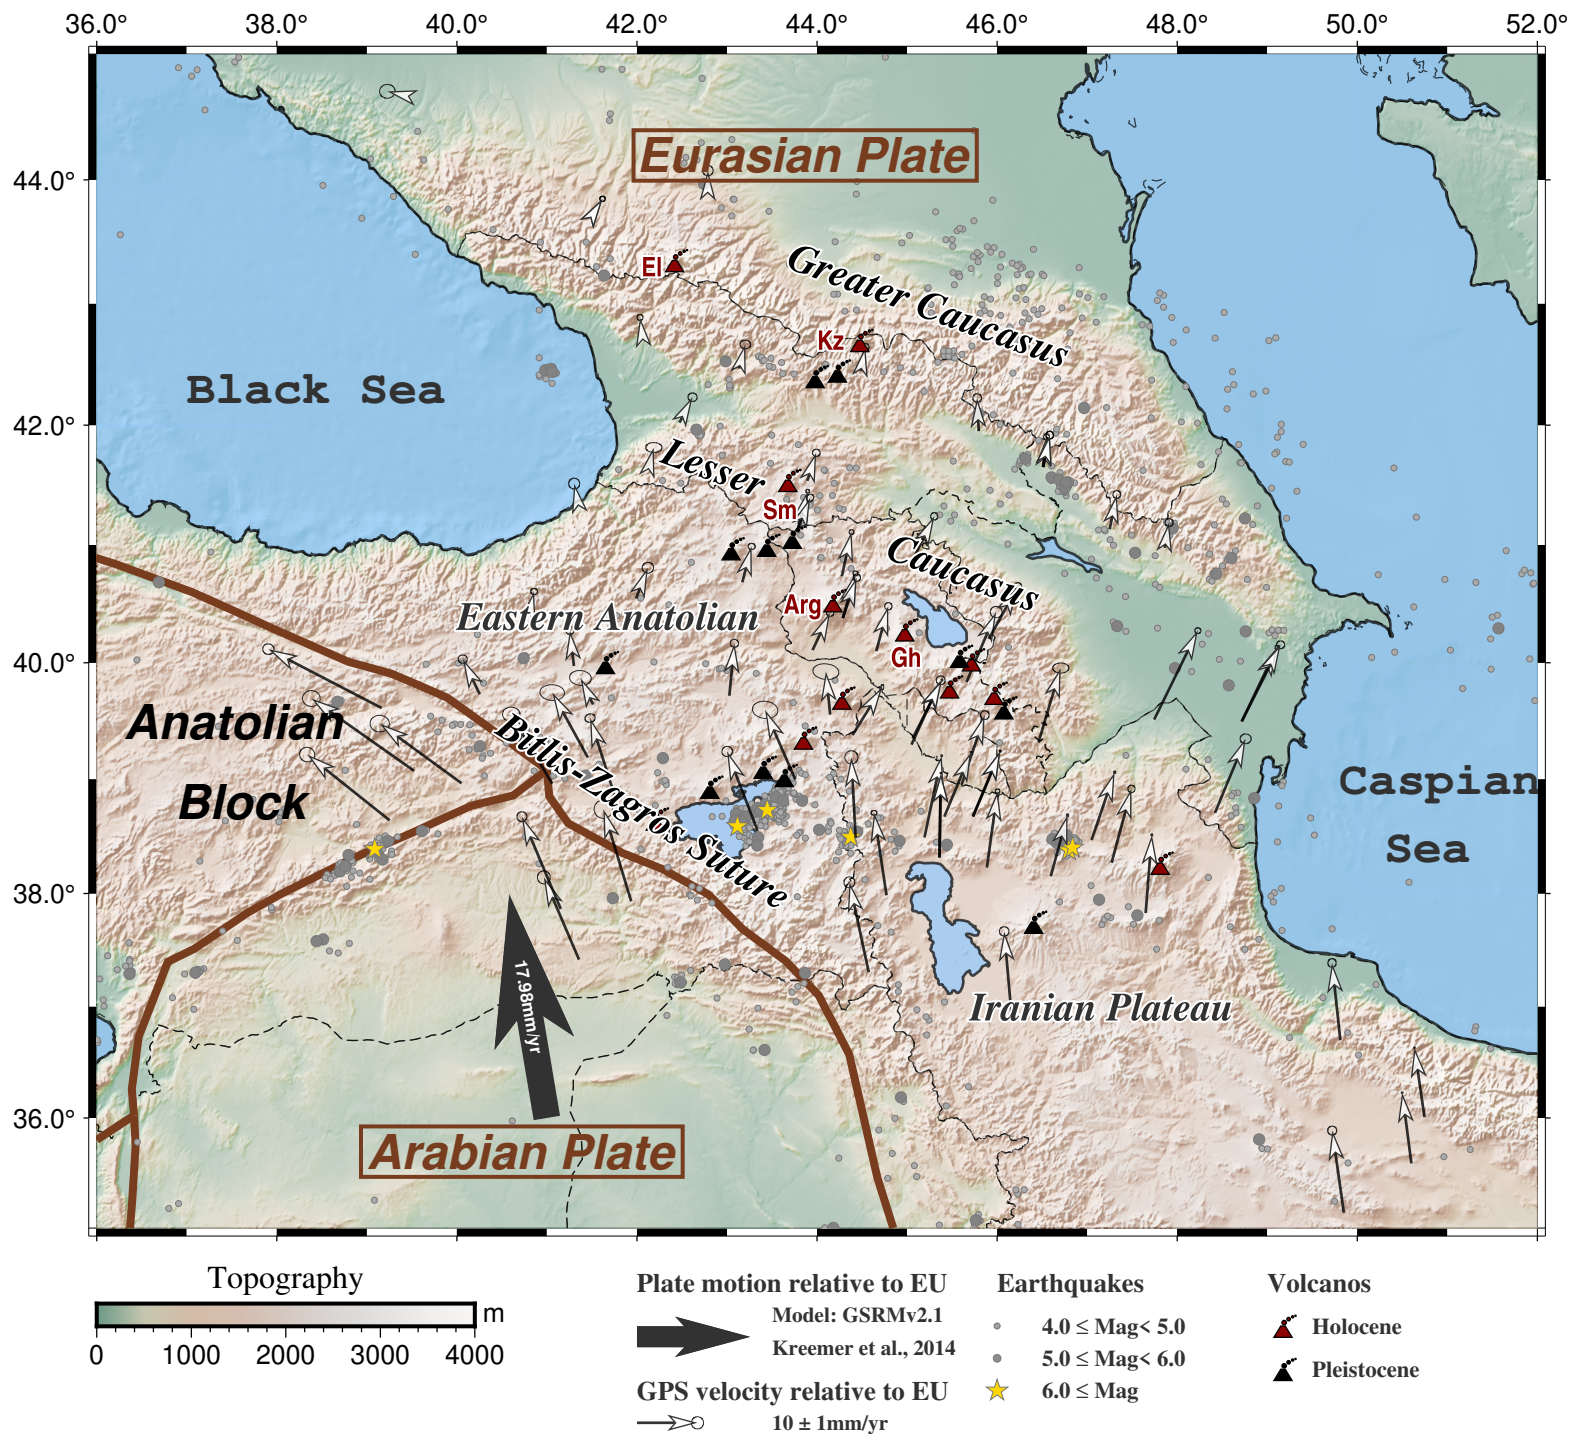 36.0° 38.0° 40.0° 42.0° 44.0° 46.0° 48.0° 50.0° 52.0°
44.0°
42.0°
40.0°
38.0°
36.0°
Eurasian Plate
El
Greater Caucasus
Kz
Black Sea
Lesser
Sm
Caucasus
Arg
Eastern Anatolian
Gh
Anatolian
Block
Bitlis-Zagros Suture
Caspian
Sea
17.98mm/yr
Iranian Plateau
Arabian Plate
Topography
m
0 1000 2000 3000 4000
Plate motion relative to EU
Model: GSRMv2.1
Kreemer et al., 2014
GPS velocity relative to EU
10 ± 1mm/yr
Earthquakes
4.0 ≤ Mag< 5.0
5.0 ≤ Mag< 6.0
6.0 ≤ Mag
Volcanos
Holocene
Pleistocene